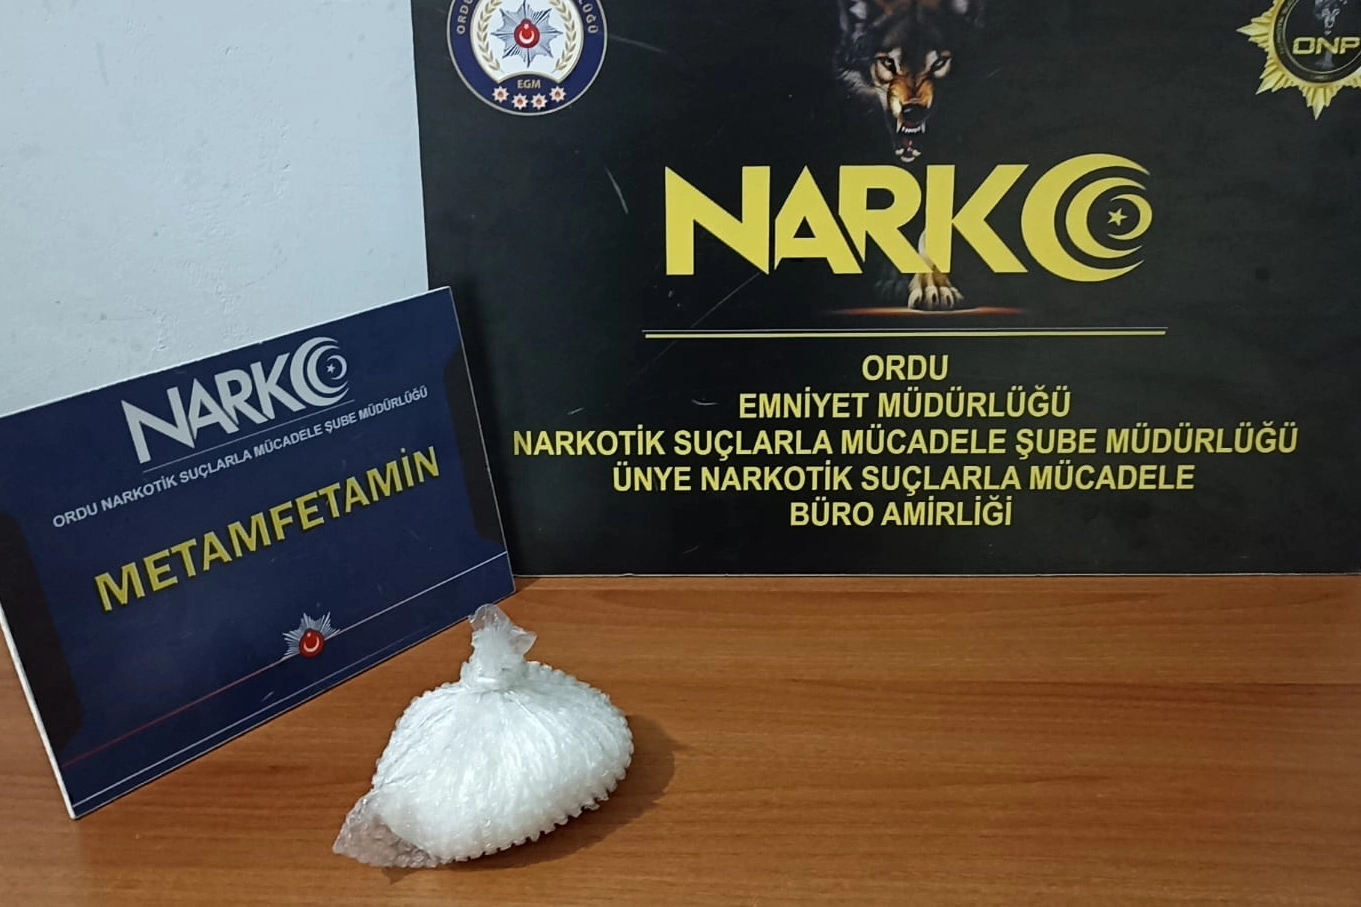 EGM
ONP
NARKO
ORDU
EMNİYET MÜDÜRLÜĞÜ
NARKOTİK SUÇLARLA MÜCADELE ŞUBE MÜDÜRLÜĞÜ
ÜNYE NARKOTİK SUÇLARLA MÜCADELE
BÜRO AMİRLİĞİ
NARKO
ORDU NARKOTİK SUÇLARLA MÜCADELE ŞUBE MÜDÜRLÜĞÜ
METAMFETAMİN